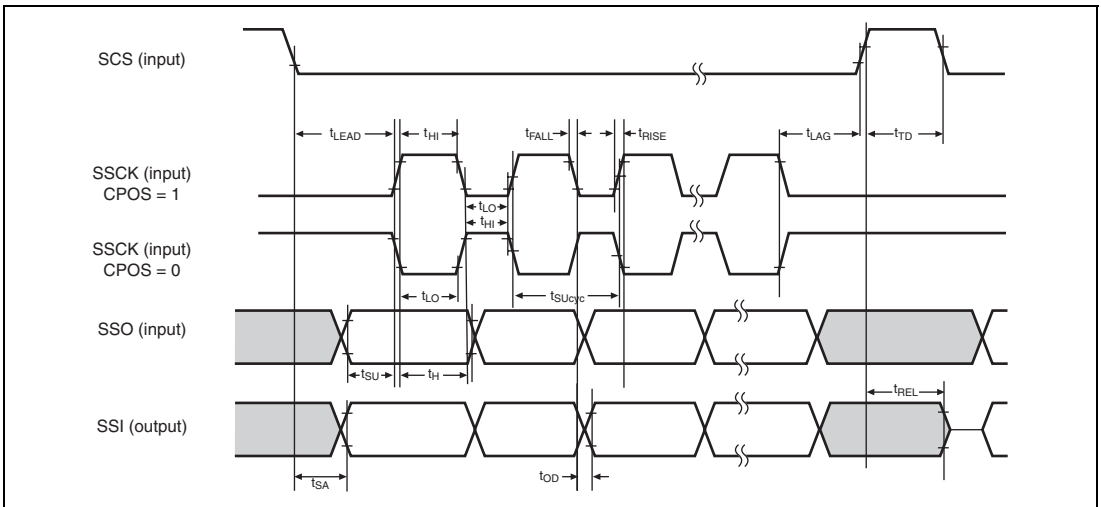 SCS (input)
tLEAD
tHI
tFALL
tRISE
tLAG
tTD
SSCK (input)
CPOS = 1
tLO
tHI
SSCK (input)
CPOS = 0
tLO
tSUcyc
SSO (input)
tSU
tH
tREL
SSI (output)
tOD
tSA